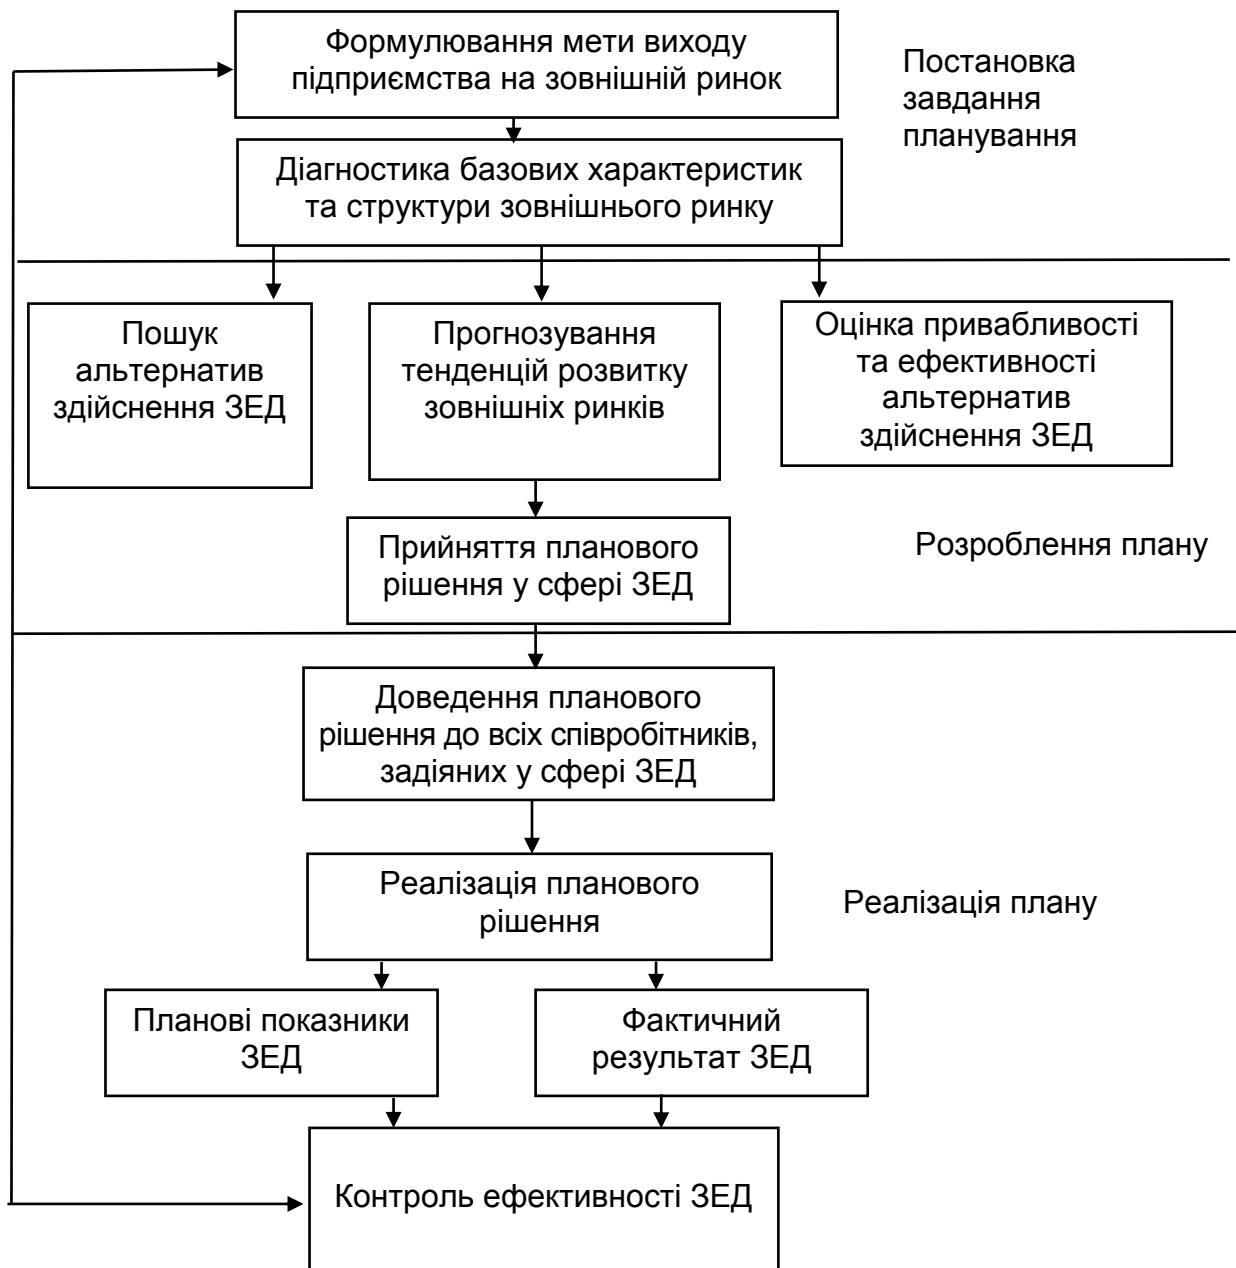 Формулювання мети виходу
підприємства на зовнішній ринок
Постановка
завдання
планування
Діагностика базових характеристик
та структури зовнішнього ринку
Пошук
альтернатив
здійснення ЗЕД
Прогнозування
тенденцій розвитку
зовнішніх ринків
Оцінка привабливості
та ефективності
альтернатив
здійснення ЗЕД
Прийняття планового
рішення у сфері ЗЕД
Розроблення плану
Доведення планового
рішення до всіх співробітників,
задіяних у сфері ЗЕД
Реалізація планового
рішення
Реалізація плану
Планові показники
ЗЕД
Фактичний
результат ЗЕД
Контроль ефективності ЗЕД